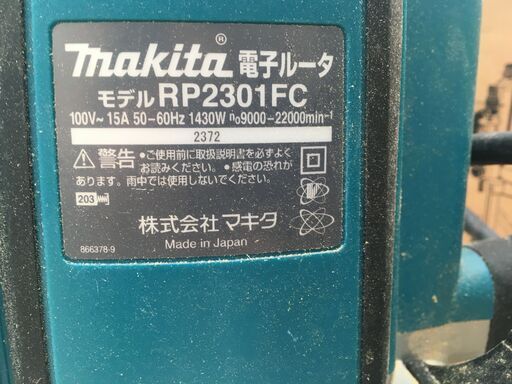 makita® 電子ルータ
モデル RP2301FC
100V~ 15A 50-60Hz 1430W n₀9000-22000min⁻¹
2372
警告 ●ご使用前に取扱説明書を必ずよく
お読みください。 ●感電の恐れが
あります。雨中では使用しないでください。
203
株式会社 マキタ
866378-9 Made in Japan